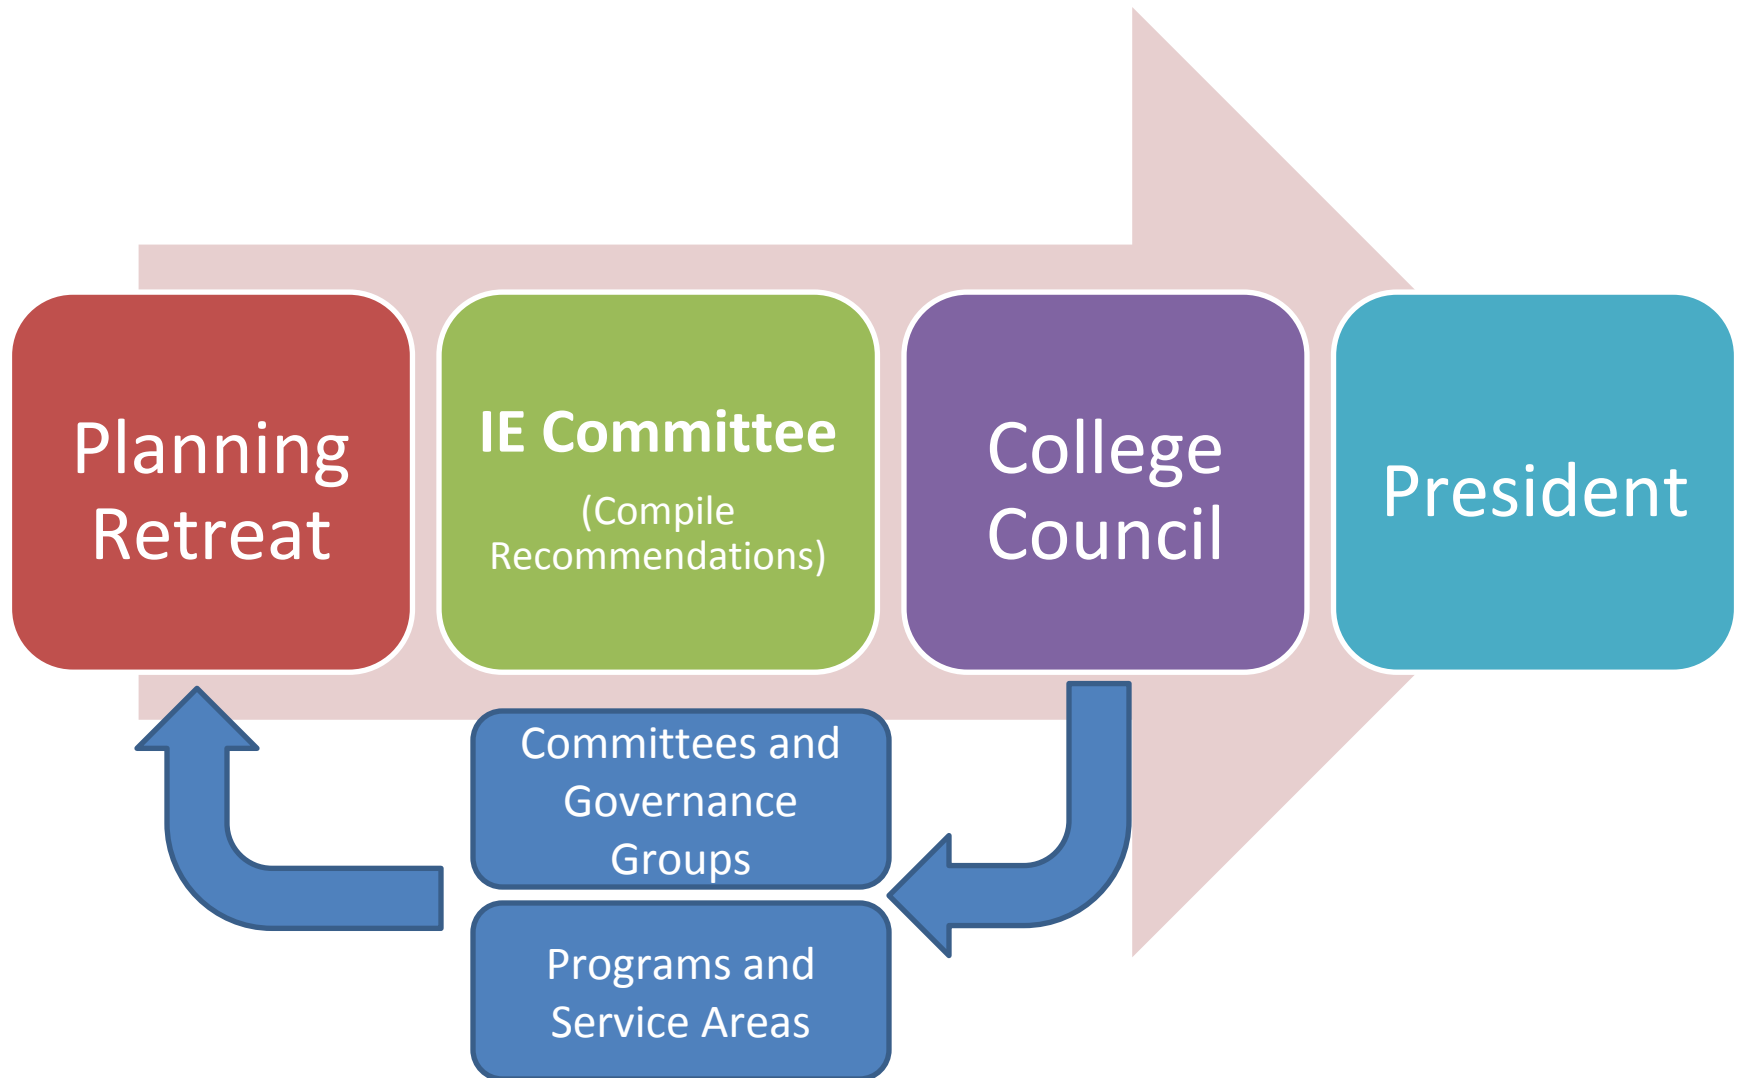 Planning
Retreat
IE Committee
(Compile
Recommendations)
College
Council
President
Committees and
Governance
Groups
Programs and
Service Areas